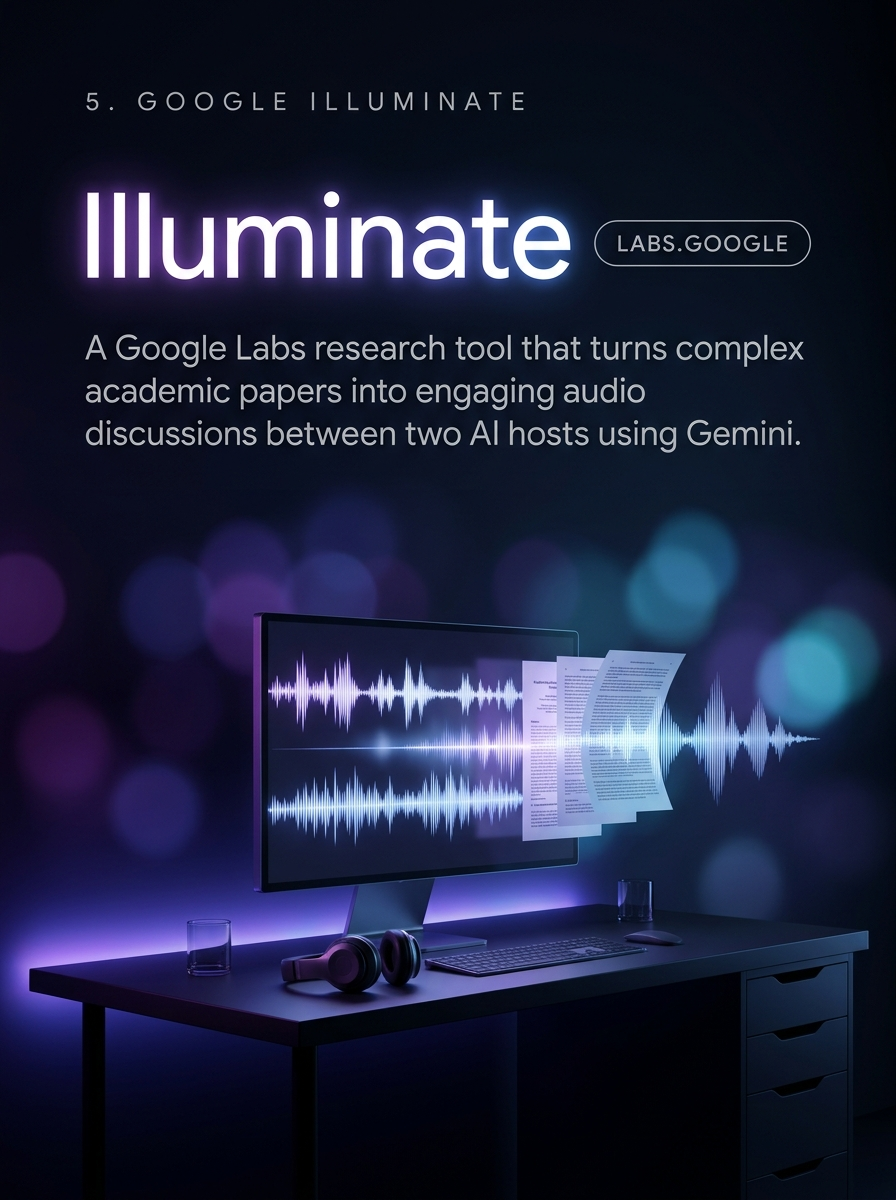 5. GOOGLE ILLUMINATE
Illuminate
LABS.GOOGLE
A Google Labs research tool that turns complex
academic papers into engaging audio
discussions between two AI hosts using Gemini.